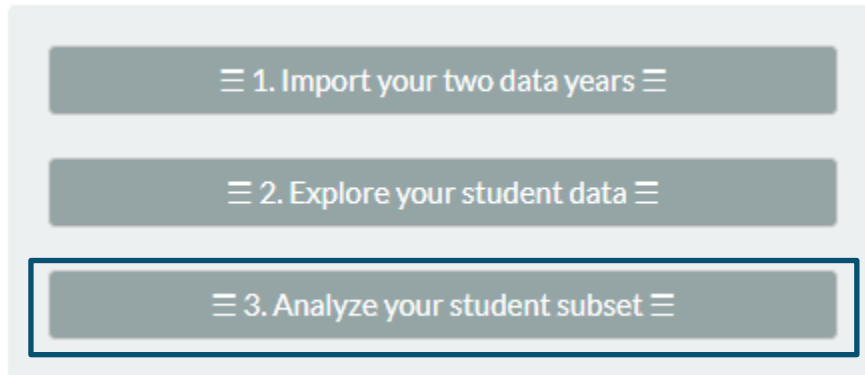 ☰ 1. Import your two data years ☰
☰ 2. Explore your student data ☰
☰ 3. Analyze your student subset ☰